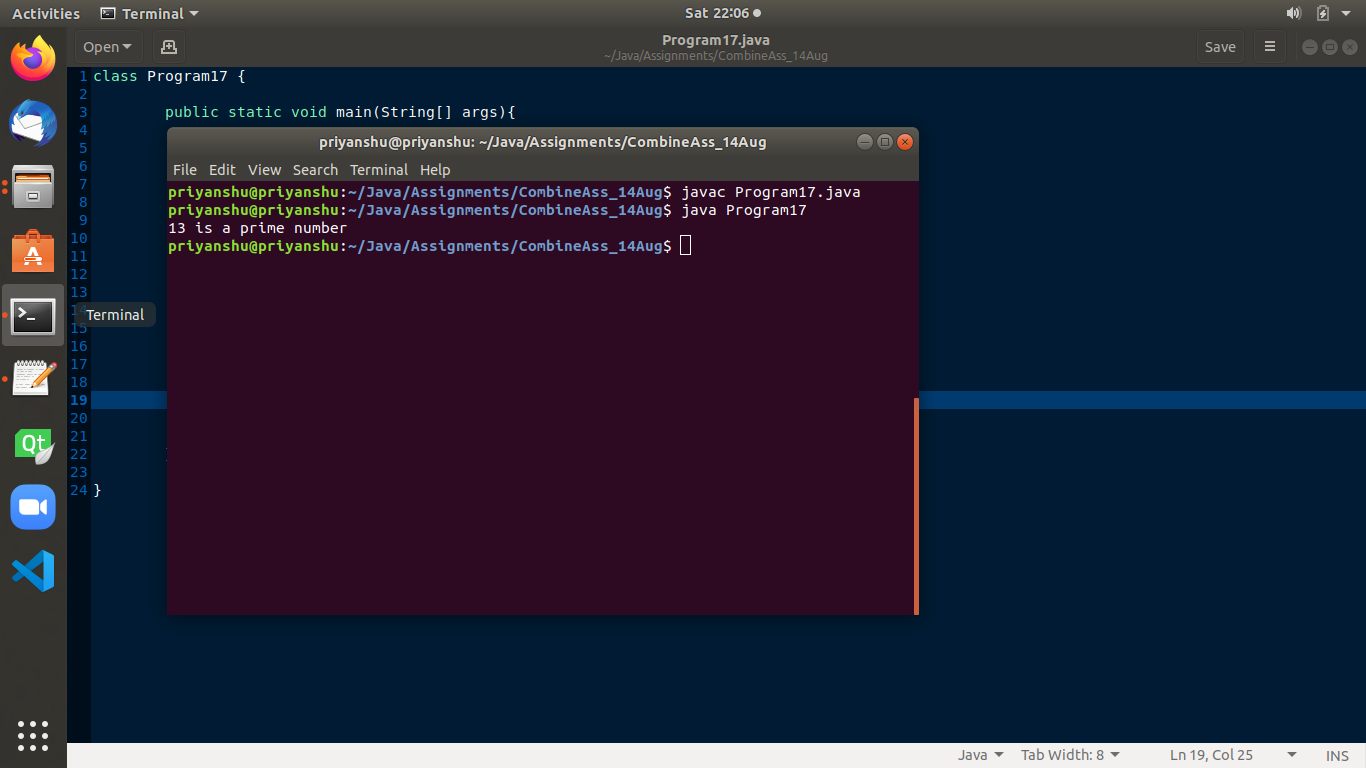 Activities Terminal Sat 22:06
Open Program17.java Save
~/Java/Assignments/CombineAss_14Aug
1 class Program17 {
2
3 public static void main(String[] args){
4
5
6
7
8
9
10
11
12
13
14
15
16
17
18
19
20
21
22 }
23
24 }
priyanshu@priyanshu: ~/Java/Assignments/CombineAss_14Aug
File Edit View Search Terminal Help
priyanshu@priyanshu:~/Java/Assignments/CombineAss_14Aug$ javac Program17.java
priyanshu@priyanshu:~/Java/Assignments/CombineAss_14Aug$ java Program17
13 is a prime number
priyanshu@priyanshu:~/Java/Assignments/CombineAss_14Aug$
Terminal
Qt
Java Tab Width: 8 Ln 19, Col 25 INS